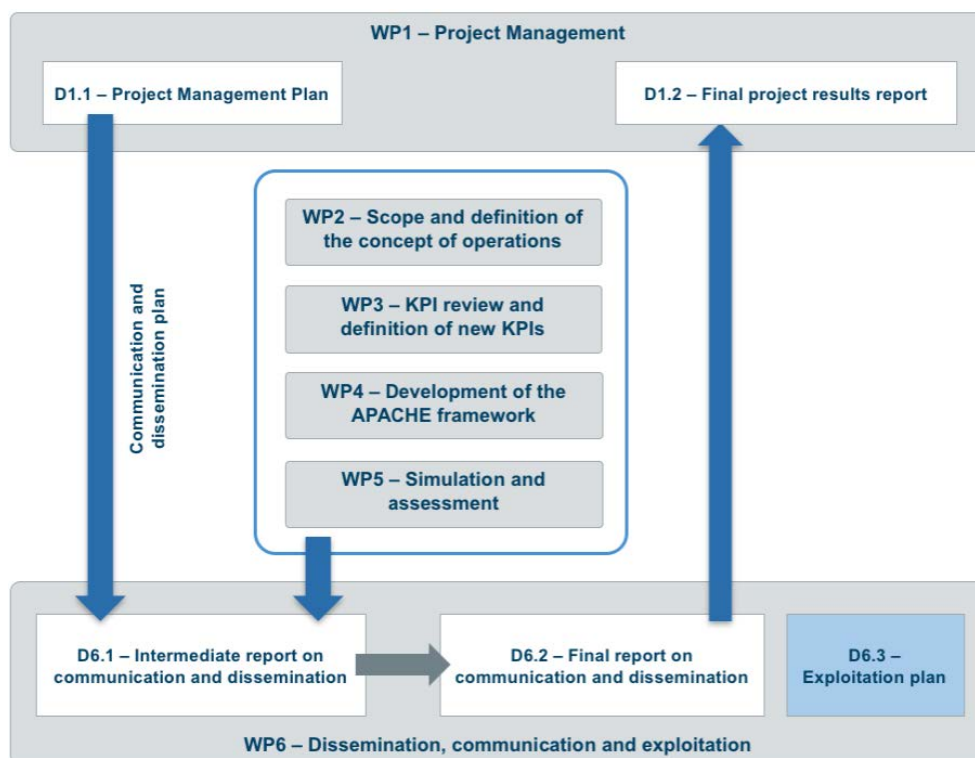 WP1 – Project Management
D1.1 – Project Management Plan
D1.2 – Final project results report
Communication and
dissemination plan
WP2 – Scope and definition of
the concept of operations
WP3 – KPI review and
definition of new KPIs
WP4 – Development of the
APACHE framework
WP5 – Simulation and
assessment
D6.1 – Intermediate report on
communication and dissemination
D6.2 – Final report on
communication and dissemination
D6.3 –
Exploitation plan
WP6 – Dissemination, communication and exploitation